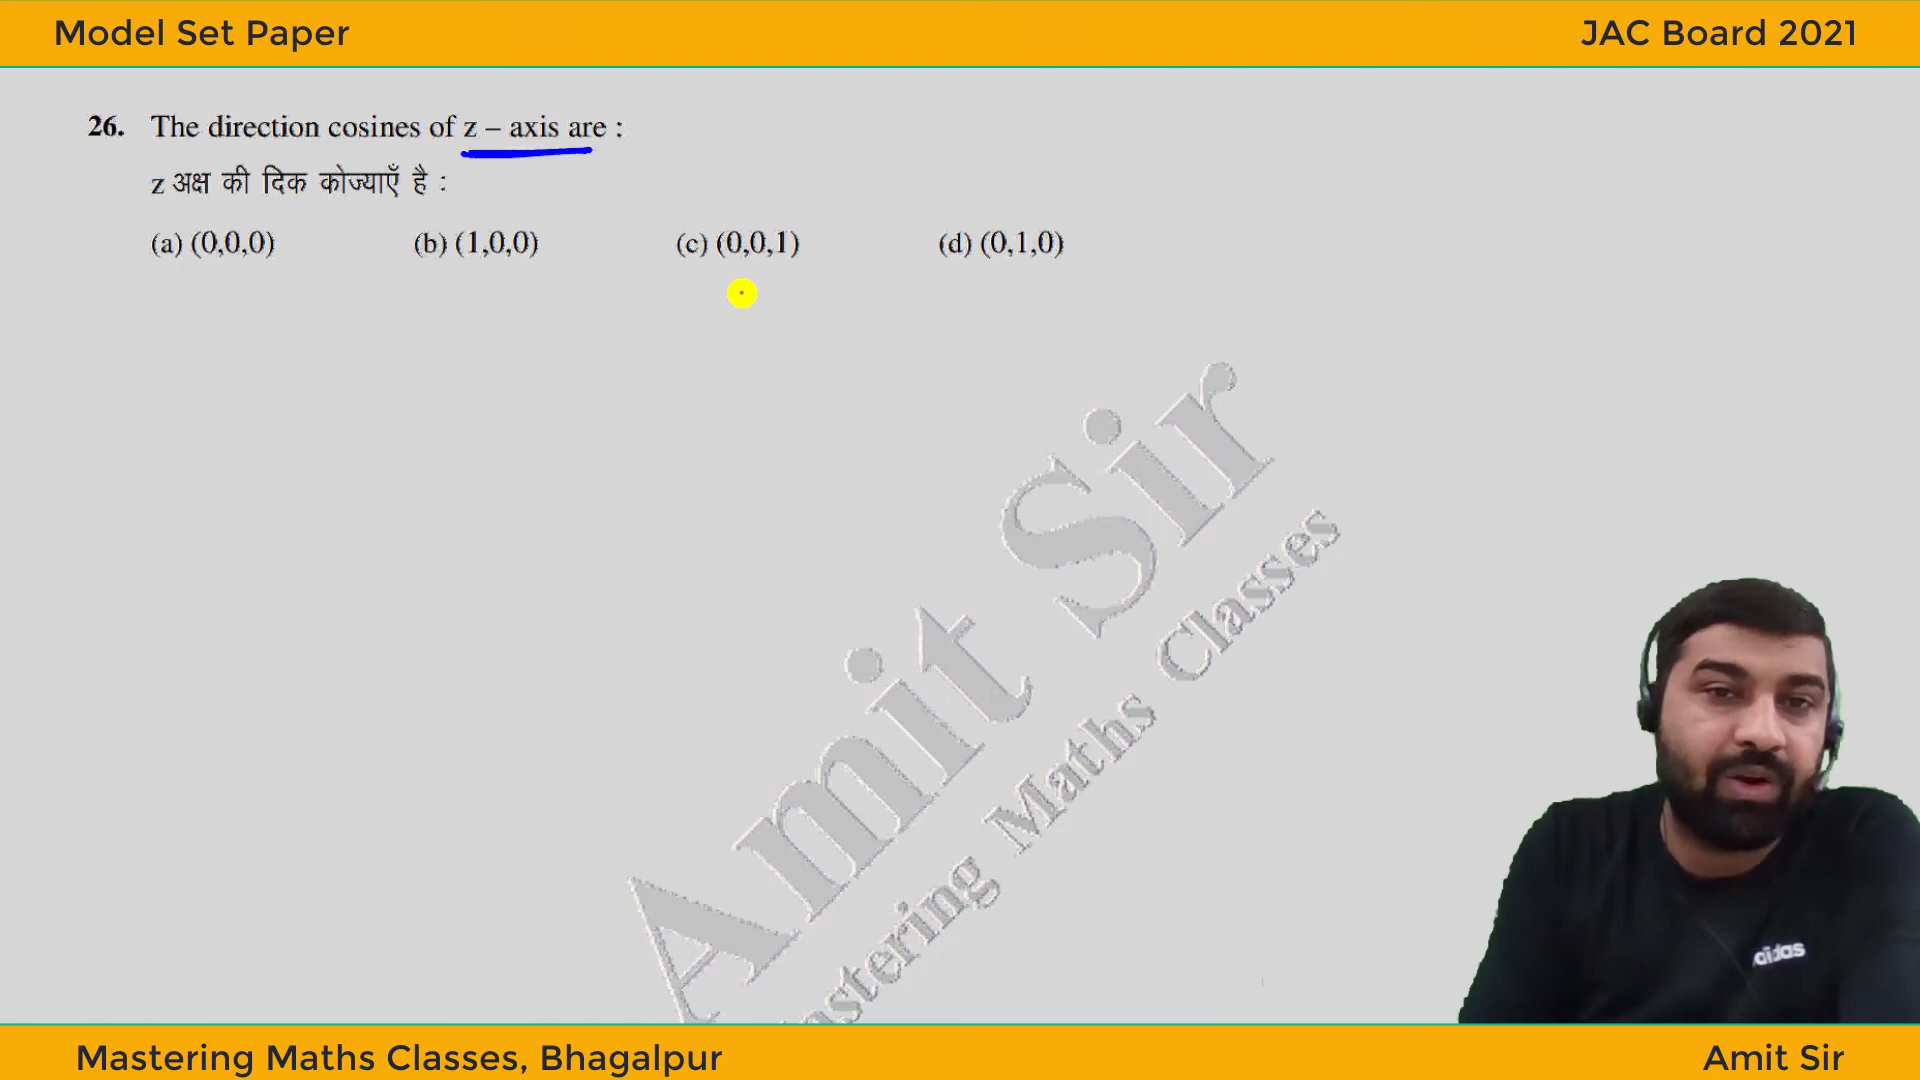 Model Set Paper
JAC Board 2021
26. The direction cosines of z – axis are :
z अक्ष की दिक कोज्याएँ है :
(a) (0,0,0) (b) (1,0,0) (c) (0,0,1) (d) (0,1,0)
Amit Sir
Maths Classes
adidas
Mastering Maths Classes, Bhagalpur
Amit Sir